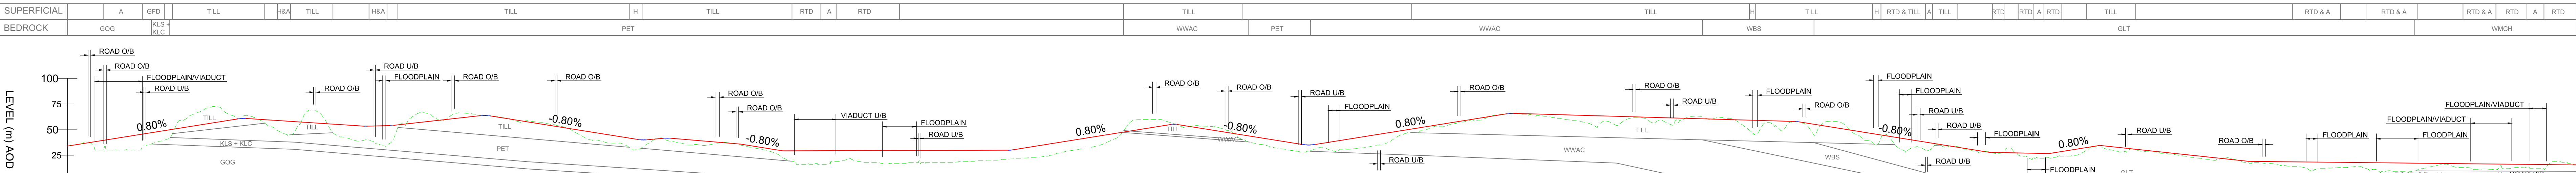 SUPERFICIAL A GFD TILL H&A TILL H&A TILL H TILL RTD A RTD TILL TILL H TILL H RTD & TILL A TILL RTD RTD A RTD TILL RTD & A RTD & A RTD & A RTD A RTD
BEDROCK GOG KLS + KLC PET WWAC PET WWAC WBS GLT WMCH
LEVEL (m) AOD
100
75
50
25
ROAD O/B
ROAD O/B
FLOODPLAIN/VIADUCT
ROAD U/B
0.80%
TILL
KLS + KLC
GOG
ROAD O/B
TILL
ROAD U/B
FLOODPLAIN
ROAD O/B
TILL
PET
ROAD O/B
-0.80%
ROAD O/B
ROAD O/B
-0.80%
VIADUCT U/B
FLOODPLAIN
ROAD U/B
0.80%
ROAD O/B
TILL
ROAD O/B
-0.80%
WWAC
ROAD U/B
FLOODPLAIN
ROAD U/B
0.80%
ROAD O/B
WWAC
ROAD O/B
ROAD U/B
TILL
FLOODPLAIN
ROAD O/B
WBS
FLOODPLAIN
FLOODPLAIN
ROAD U/B
-0.80%
ROAD U/B
ROAD U/B
FLOODPLAIN
FLOODPLAIN
0.80%
ROAD U/B
GLT
ROAD O/B
FLOODPLAIN
FLOODPLAIN
FLOODPLAIN/VIADUCT
FLOODPLAIN/VIADUCT